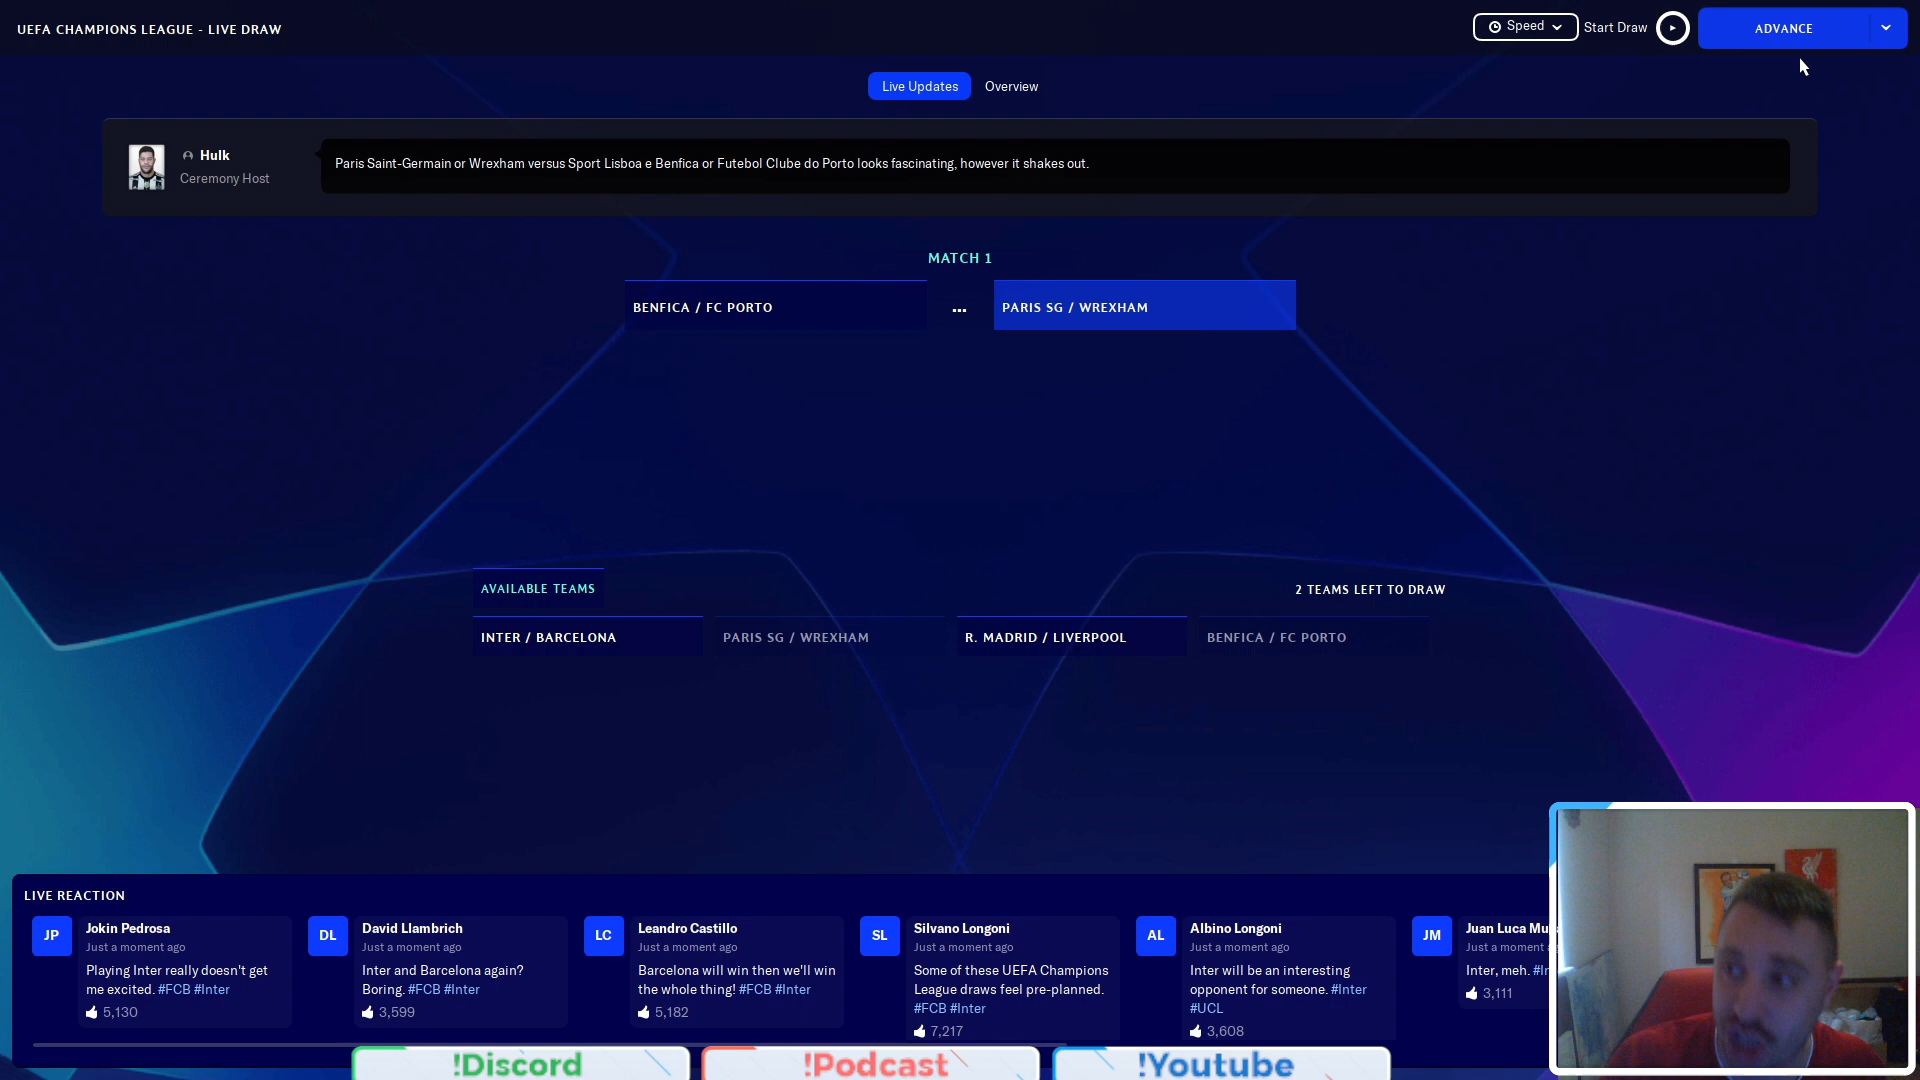 UEFA CHAMPIONS LEAGUE - LIVE DRAW
Speed
Start Draw
ADVANCE
Live Updates
Overview
Hulk
Ceremony Host
Paris Saint-Germain or Wrexham versus Sport Lisboa e Benfica or Futebol Clube do Porto looks fascinating, however it shakes out.
MATCH 1
BENFICA / FC PORTO
...
PARIS SG / WREXHAM
AVAILABLE TEAMS
2 TEAMS LEFT TO DRAW
INTER / BARCELONA
PARIS SG / WREXHAM
R. MADRID / LIVERPOOL
BENFICA / FC PORTO
LIVE REACTION
JP
Jokin Pedrosa
Just a moment ago
Playing Inter really doesn't get
me excited. #FCB #Inter
5,130
DL
David Llambrich
Just a moment ago
Inter and Barcelona again?
Boring. #FCB #Inter
3,599
LC
Leandro Castillo
Just a moment ago
Barcelona will win then we'll win
the whole thing! #FCB #Inter
5,182
SL
Silvano Longoni
Just a moment ago
Some of these UEFA Champions
League draws feel pre-planned.
#FCB #Inter
7,217
AL
Albino Longoni
Just a moment ago
Inter will be an interesting
opponent for someone. #Inter
#UCL
3,608
JM
Juan Luca
Just a moment
Inter, meh.
3,111
!Discord
!Podcast
!Youtube